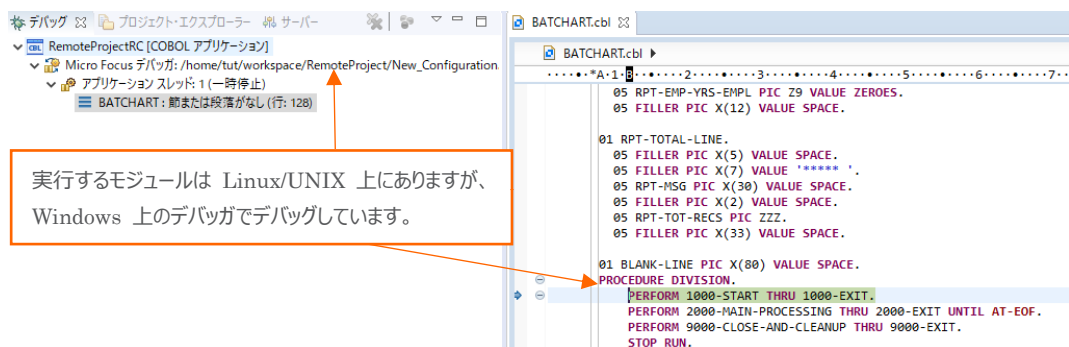 デバッグ プロジェクト・エクスプローラー サーバー
RemoteProjectRC [COBOL アプリケーション]
Micro Focus デバッガ: /home/tut/workspace/RemoteProject/New_Configuration.
アプリケーション スレッド: 1 (一時停止)
BATCHART : 節または段落がなし (行: 128)
実行するモジュールは Linux/UNIX 上にありますが、
Windows 上のデバッガでデバッグしています。
BATCHART.cbl
BATCHART.cbl
····•·*A·1·B··•····2····•····3····•····4····•····5····•····6····•····7··
05 RPT-EMP-YRS-EMPL PIC Z9 VALUE ZEROES.
05 FILLER PIC X(12) VALUE SPACE.
01 RPT-TOTAL-LINE.
05 FILLER PIC X(5) VALUE SPACE.
05 FILLER PIC X(7) VALUE '***** '.
05 RPT-MSG PIC X(30) VALUE SPACE.
05 FILLER PIC X(2) VALUE SPACE.
05 RPT-TOT-RECS PIC ZZZ.
05 FILLER PIC X(33) VALUE SPACE.
01 BLANK-LINE PIC X(80) VALUE SPACE.
PROCEDURE DIVISION.
PERFORM 1000-START THRU 1000-EXIT.
PERFORM 2000-MAIN-PROCESSING THRU 2000-EXIT UNTIL AT-EOF.
PERFORM 9000-CLOSE-AND-CLEANUP THRU 9000-EXIT.
STOP RUN.